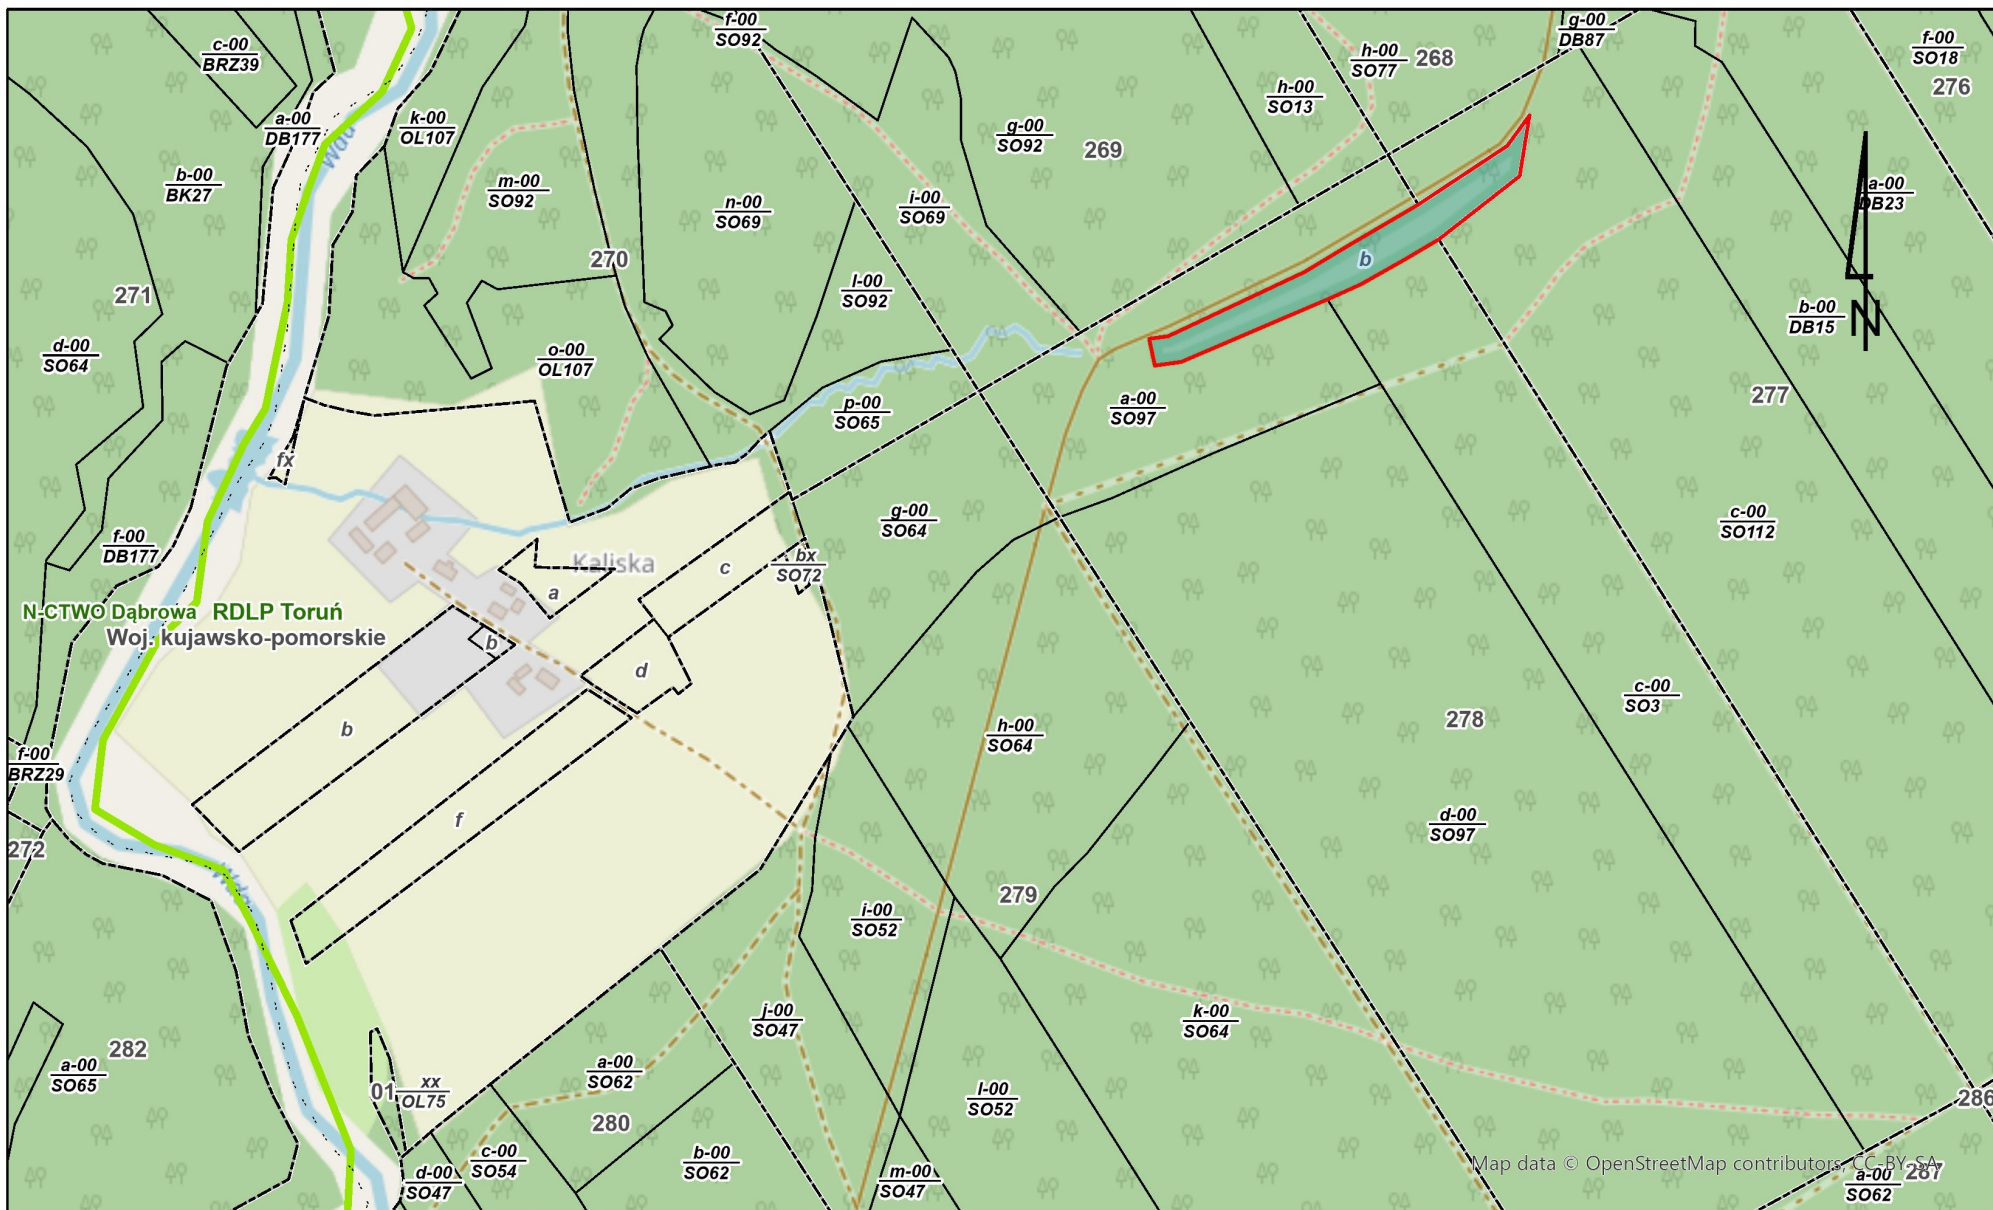 f-00
SO92
g-00
DB87
c-00
BRZ39
h-00
SO77
268
f-00
SO18
276
h-00
SO13
a-00
DB177
k-00
OL107
Wda
g-00
SO92
269
b-00
BK27
m-00
SO92
n-00
SO69
i-00
SO69
a-00
DB23
270
b
271
l-00
SO92
b-00
DB15
N
d-00
SO64
o-00
OL107
277
p-00
SO65
a-00
SO97
fx
g-00
SO64
c-00
SO112
f-00
DB177
Kaliska
c
bx
SO72
a
N-CTWO Dąbrowa
RDLP Toruń
Woj. kujawsko-pomorskie
b
d
c-00
SO3
b
h-00
SO64
278
f-00
BRZ29
f
d-00
SO97
272
Wda
279
i-00
SO52
j-00
SO47
k-00
SO64
282
a-00
SO65
a-00
SO62
01
xx
OL75
l-00
SO52
286
280
c-00
SO54
b-00
SO62
d-00
SO47
m-00
SO47
Map data © OpenStreetMap contributors, CC-BY-SA
287
a-00
SO62